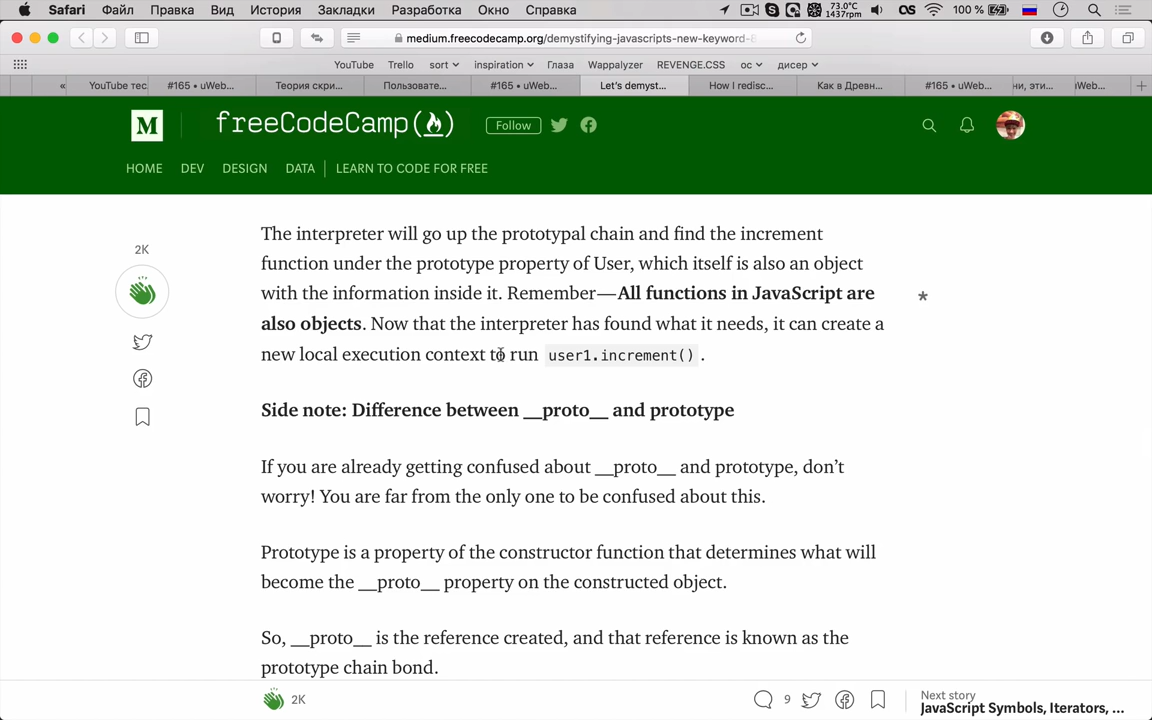 Safari Файл Правка Вид История Закладки Разработка Окно Справка 73.0°C 1437rpm 100 %
medium.freecodecamp.org/demystifying-javascripts-new-keyword-
YouTube Trello sort inspiration Глаза Wappalyzer REVENGE.CSS ос дисер
« YouTube тес #165 • uWeb... Теория скри... Пользовате... #165 • uWeb... Let's demyst... How I redisc... Как в Древн... #165 • uWeb... ни, эти... Web...
M freeCodeCamp(🔥) Follow
HOME DEV DESIGN DATA LEARN TO CODE FOR FREE
The interpreter will go up the prototypal chain and find the increment
function under the prototype property of User, which itself is also an object
with the information inside it. Remember—All functions in JavaScript are
also objects. Now that the interpreter has found what it needs, it can create a
new local execution context to run user1.increment() .
2K
*
Side note: Difference between __proto__ and prototype
If you are already getting confused about __proto__ and prototype, don't
worry! You are far from the only one to be confused about this.
Prototype is a property of the constructor function that determines what will
become the __proto__ property on the constructed object.
So, __proto__ is the reference created, and that reference is known as the
prototype chain bond.
2K 9
Next story
JavaScript Symbols, Iterators, ...